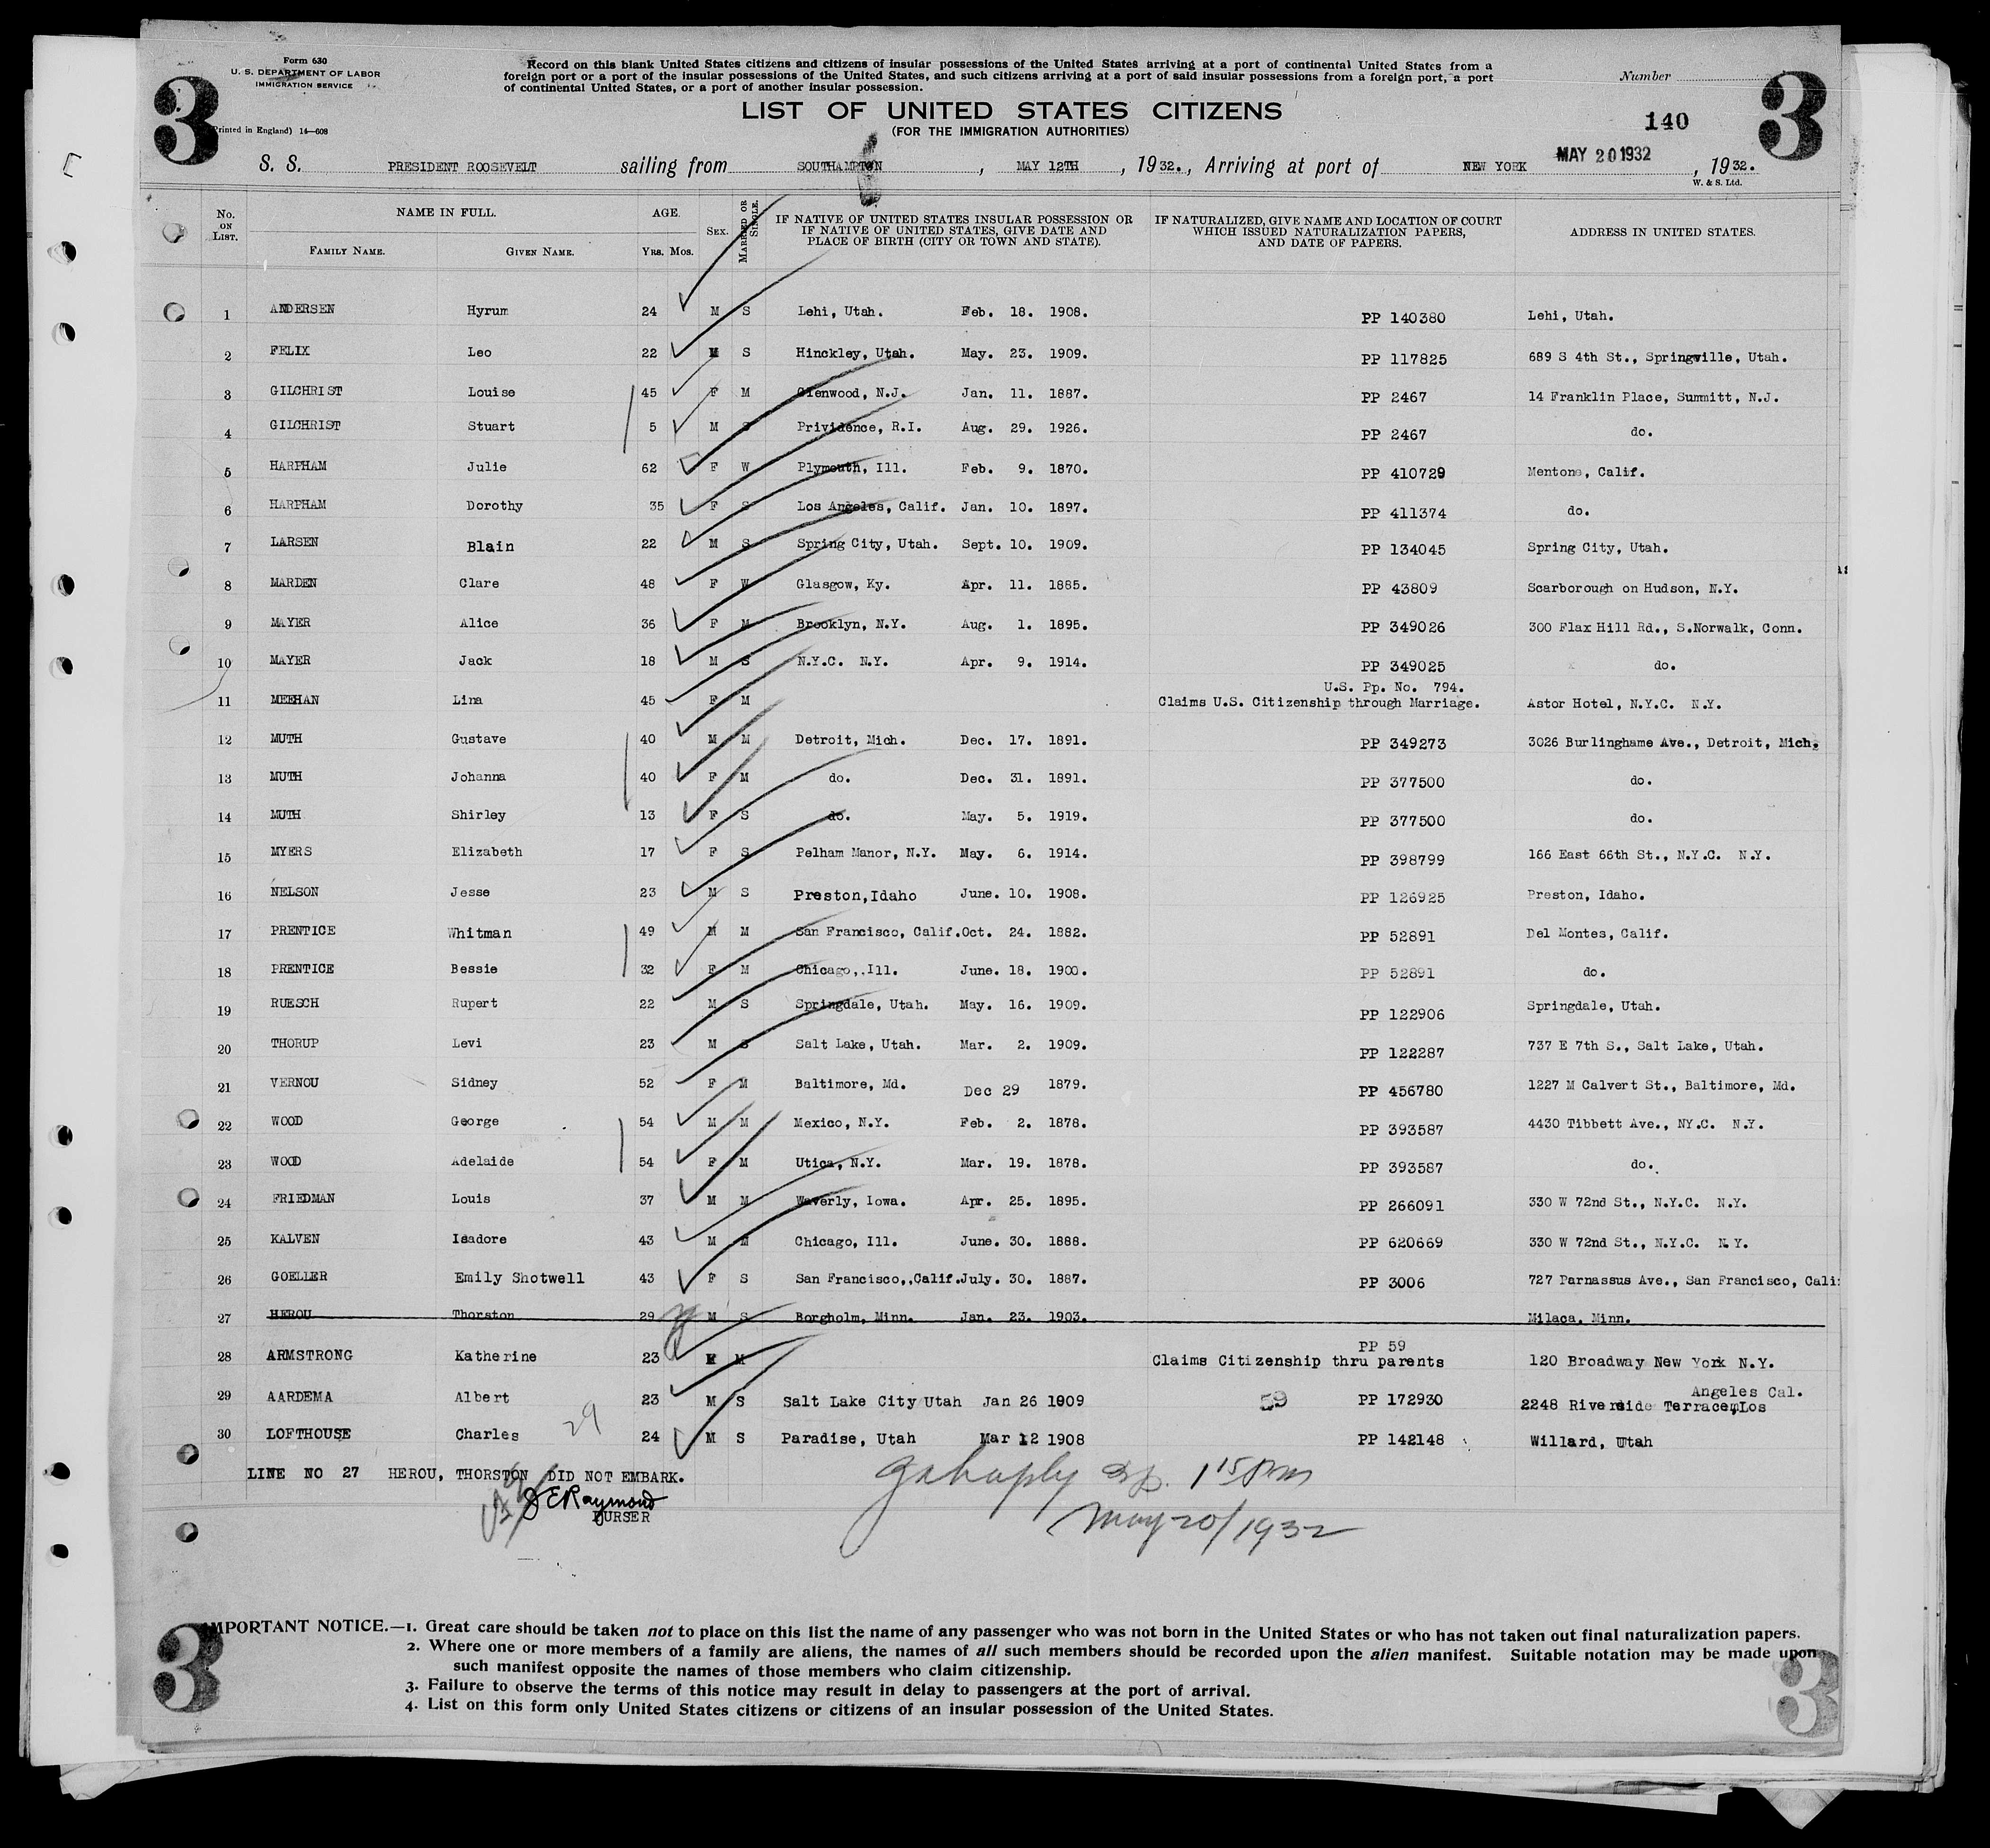 3
Form 630
U. S. DEPARTMENT OF LABOR
IMMIGRATION SERVICE
Printed in England) 14—608
Record on this blank United States citizens and citizens of insular possessions of the United States arriving at a port of continental United States from a
foreign port or a port of the insular possessions of the United States, and such citizens arriving at a port of said insular possessions from a foreign port, a port
of continental United States, or a port of another insular possession.
LIST OF UNITED STATES CITIZENS
(FOR THE IMMIGRATION AUTHORITIES)
Number
140
3
S. S. PRESIDENT ROOSEVELT sailing from SOUTHAMPTON, MAY 12TH, 1932., Arriving at port of NEW YORK MAY 20 1932, 1932.
W. & S. Ltd.
No. ON LIST. NAME IN FULL. FAMILY NAME. GIVEN NAME. AGE. YRS. MOS. SEX. MARRIED OR SINGLE. IF NATIVE OF UNITED STATES INSULAR POSSESSION OR IF NATIVE OF UNITED STATES, GIVE DATE AND PLACE OF BIRTH (CITY OR TOWN AND STATE). IF NATURALIZED, GIVE NAME AND LOCATION OF COURT WHICH ISSUED NATURALIZATION PAPERS, AND DATE OF PAPERS. ADDRESS IN UNITED STATES.
1 ANDERSEN Hyrum 24 M S Lehi, Utah. Feb. 18. 1908. PP 140380 Lehi, Utah.
2 FELIX Leo 22 M S Hinckley, Utah. May. 23. 1909. PP 117825 689 S 4th St., Springville, Utah.
3 GILCHRIST Louise 45 F M Glenwood, N.J. Jan. 11. 1887. PP 2467 14 Franklin Place, Summitt, N.J.
4 GILCHRIST Stuart 5 M S Prividence, R.I. Aug. 29. 1926. PP 2467 do.
5 HARPHAM Julie 62 F W Plymouth, Ill. Feb. 9. 1870. PP 410729 Mentone, Calif.
6 HARPHAM Dorothy 35 F S Los Angeles, Calif. Jan. 10. 1897. PP 411374 do.
7 LARSEN Blain 22 M S Spring City, Utah. Sept. 10. 1909. PP 134045 Spring City, Utah.
8 MARDEN Clare 48 F W Glasgow, Ky. Apr. 11. 1885. PP 43809 Scarborough on Hudson, N.Y.
9 MAYER Alice 36 F M Brooklyn, N.Y. Aug. 1. 1895. PP 349026 300 Flax Hill Rd., S.Norwalk, Conn.
10 MAYER Jack 18 M S N.Y.C. N.Y. Apr. 9. 1914. PP 349025 do.
U.S. Pp. No. 794.
11 MEEHAN Lina 45 F M Claims U.S. Citizenship through Marriage. Astor Hotel, N.Y.C. N.Y.
12 MUTH Gustave 40 M M Detroit, Mich. Dec. 17. 1891. PP 349273 3026 Burlinghame Ave., Detroit, Mich.
13 MUTH Johanna 40 F M do. Dec. 31. 1891. PP 377500 do.
14 MUTH Shirley 13 F S do. May. 5. 1919. PP 377500 do.
15 MYERS Elizabeth 17 F S Pelham Manor, N.Y. May. 6. 1914. PP 398799 166 East 66th St., N.Y.C. N.Y.
16 NELSON Jesse 23 M S Preston,Idaho June. 10. 1908. PP 126925 Preston, Idaho.
17 PRENTICE Whitman 49 M M San Francisco, Calif.Oct. 24. 1882. PP 52891 Del Montes, Calif.
18 PRENTICE Bessie 32 F M Chicago,.Ill. June. 18. 1900. PP 52891 do.
19 RUESCH Rupert 22 M S Springdale, Utah. May. 16. 1909. PP 122906 Springdale, Utah.
20 THORUP Levi 23 M S Salt Lake, Utah. Mar. 2. 1909. PP 122287 737 E 7th S., Salt Lake, Utah.
21 VERNOU Sidney 52 F M Baltimore, Md. Dec 29 1879. PP 456780 1227 M Calvert St., Baltimore, Md.
22 WOOD George 54 M M Mexico, N.Y. Feb. 2. 1878. PP 393587 4430 Tibbett Ave., NY.C. N.Y.
23 WOOD Adelaide 54 F M Utica, N.Y. Mar. 19. 1878. PP 393587 do.
24 FRIEDMAN Louis 37 M M Waverly, Iowa. Apr. 25. 1895. PP 266091 330 W 72nd St., N.Y.C. N.Y.
25 KALVEN Isadore 43 M M Chicago, Ill. June. 30. 1888. PP 620669 330 W 72nd St., N.Y.C. N.Y.
26 GOELLER Emily Shotwell 43 F S San Francisco,,Calif.July. 30. 1887. PP 3006 727 Parnassus Ave., San Francisco, Cali
27 HEROU Thorston 29 M S Borgholm, Minn. Jan. 23. 1903. Milaca. Minn.
PP 59
28 ARMSTRONG Katherine 23 M Claims Citizenship thru parents 120 Broadway New York N.Y.
Angeles Cal.
29 AARDEMA Albert 23 M S Salt Lake City Utah Jan 26 1909 59 PP 172930 2248 Riverside Terrace,Los
29
30 LOFTHOUSE Charles 24 M S Paradise, Utah Mar 12 1908 PP 142148 Willard, Utah
LINE NO 27 HEROU, THORSTON DID NOT EMBARK.
J E Raymond
PURSER
1 15 Pm
May 20/1932
IMPORTANT NOTICE.—1. Great care should be taken not to place on this list the name of any passenger who was not born in the United States or who has not taken out final naturalization papers.
2. Where one or more members of a family are aliens, the names of all such members should be recorded upon the alien manifest. Suitable notation may be made upon
such manifest opposite the names of those members who claim citizenship.
3. Failure to observe the terms of this notice may result in delay to passengers at the port of arrival.
4. List on this form only United States citizens or citizens of an insular possession of the United States.
3
3